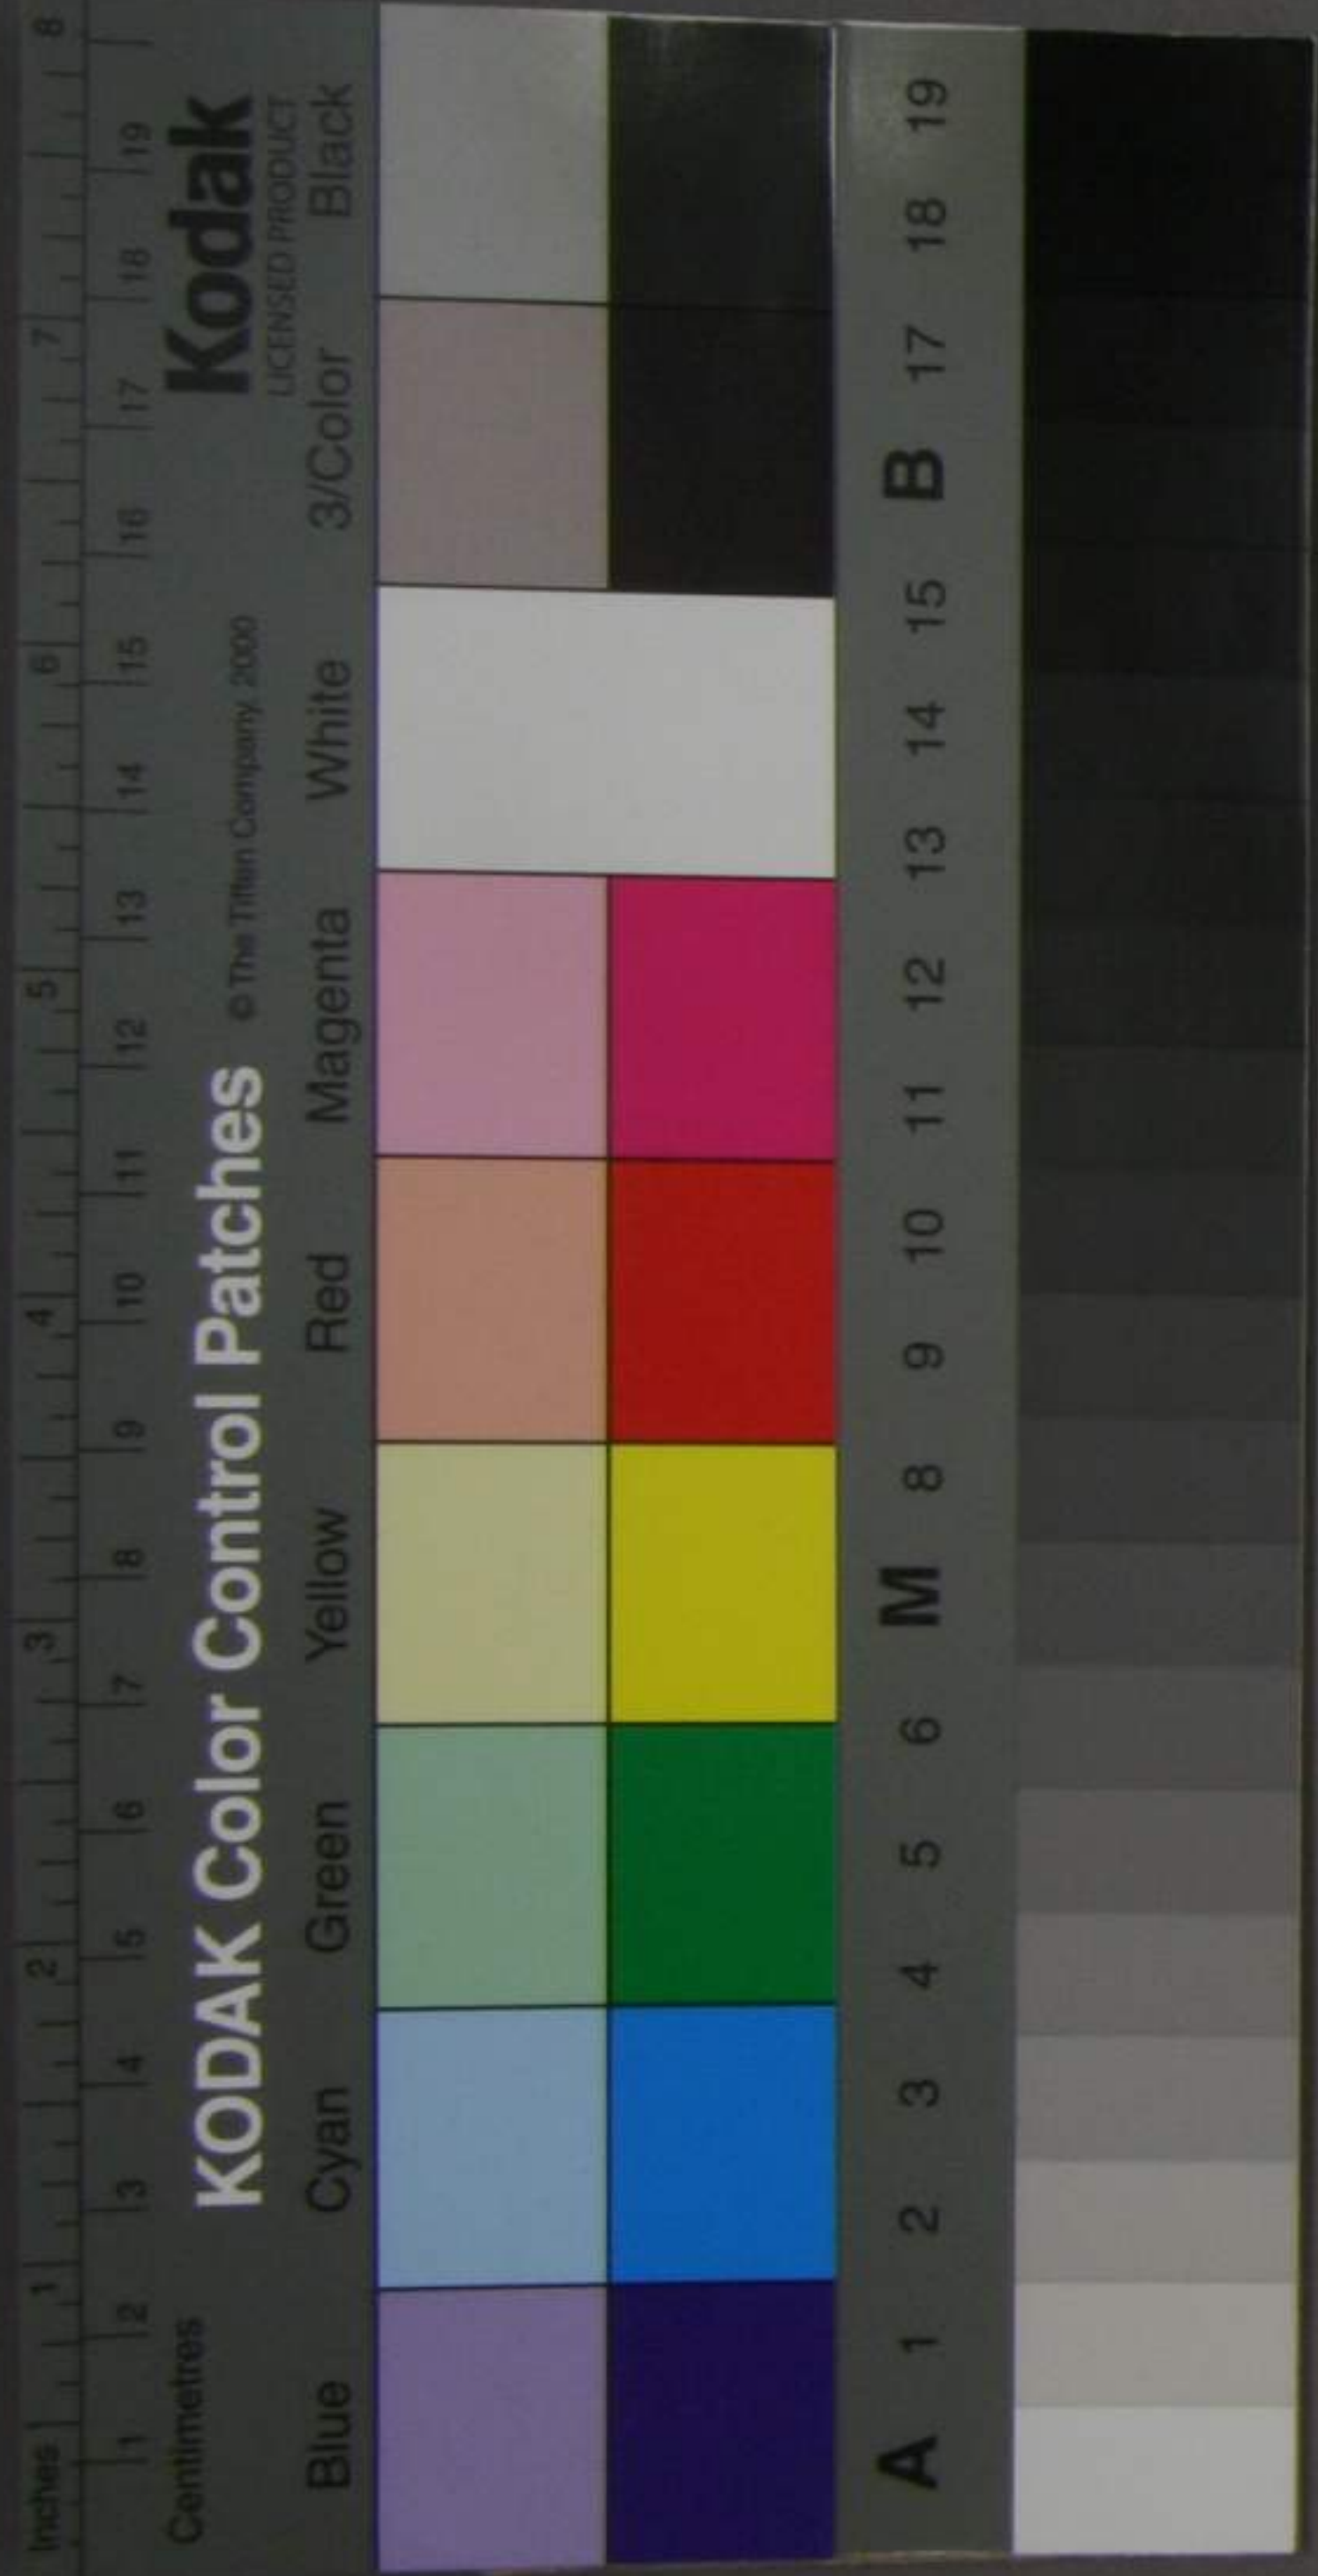 Inches 1 2 3 4 5 6 7 8
1 2 3 4 5 6 7 8 9 10 11 12 13 14 15 16 17 18 19
Centimetres
KODAK Color Control Patches © The Tiffen Company, 2000
Kodak
LICENSED PRODUCT
Blue Cyan Green Yellow Red Magenta White 3/Color Black
A 1 2 3 4 5 6 M 8 9 10 11 12 13 14 15 B 17 18 19